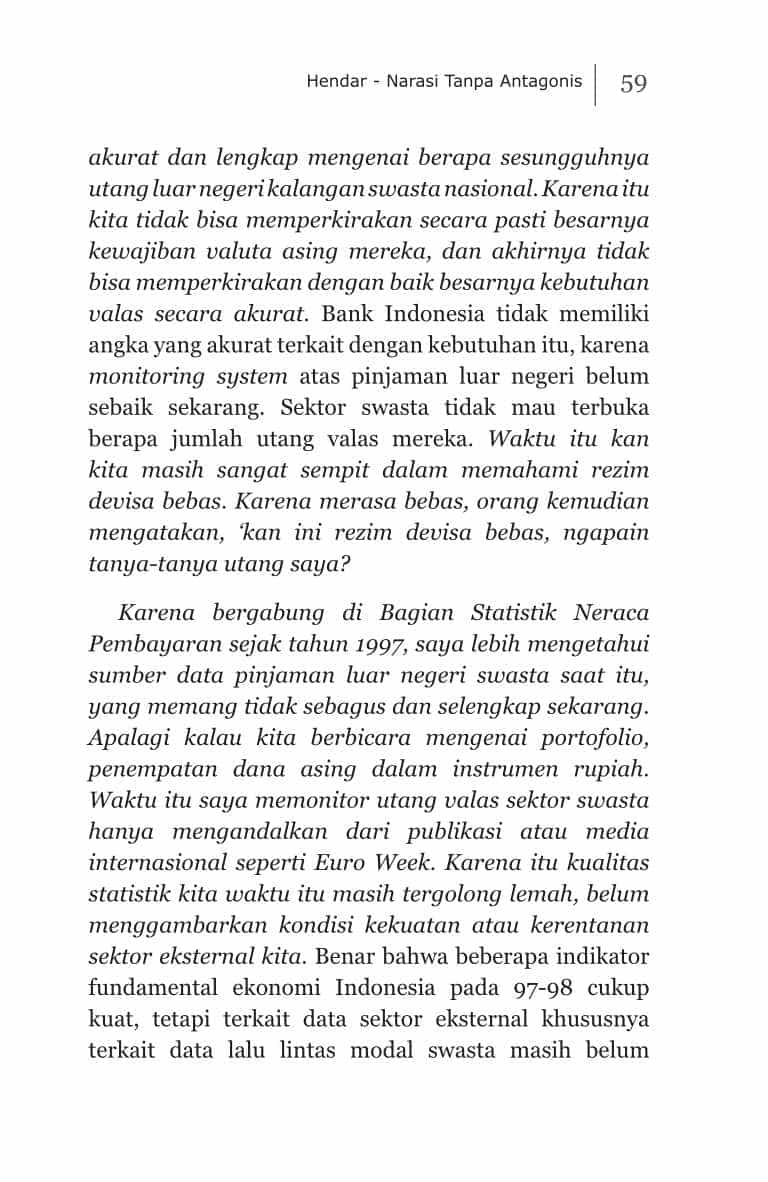 Hendar - Narasi Tanpa Antagonis 59
akurat dan lengkap mengenai berapa sesungguhnya
utang luar negeri kalangan swasta nasional. Karena itu
kita tidak bisa memperkirakan secara pasti besarnya
kewajiban valuta asing mereka, dan akhirnya tidak
bisa memperkirakan dengan baik besarnya kebutuhan
valas secara akurat. Bank Indonesia tidak memiliki
angka yang akurat terkait dengan kebutuhan itu, karena
monitoring system atas pinjaman luar negeri belum
sebaik sekarang. Sektor swasta tidak mau terbuka
berapa jumlah utang valas mereka. Waktu itu kan
kita masih sangat sempit dalam memahami rezim
devisa bebas. Karena merasa bebas, orang kemudian
mengatakan, ‘kan ini rezim devisa bebas, ngapain
tanya-tanya utang saya?
Karena bergabung di Bagian Statistik Neraca
Pembayaran sejak tahun 1997, saya lebih mengetahui
sumber data pinjaman luar negeri swasta saat itu,
yang memang tidak sebagus dan selengkap sekarang.
Apalagi kalau kita berbicara mengenai portofolio,
penempatan dana asing dalam instrumen rupiah.
Waktu itu saya memonitor utang valas sektor swasta
hanya mengandalkan dari publikasi atau media
internasional seperti Euro Week. Karena itu kualitas
statistik kita waktu itu masih tergolong lemah, belum
menggambarkan kondisi kekuatan atau kerentanan
sektor eksternal kita. Benar bahwa beberapa indikator
fundamental ekonomi Indonesia pada 97-98 cukup
kuat, tetapi terkait data sektor eksternal khususnya
terkait data lalu lintas modal swasta masih belum